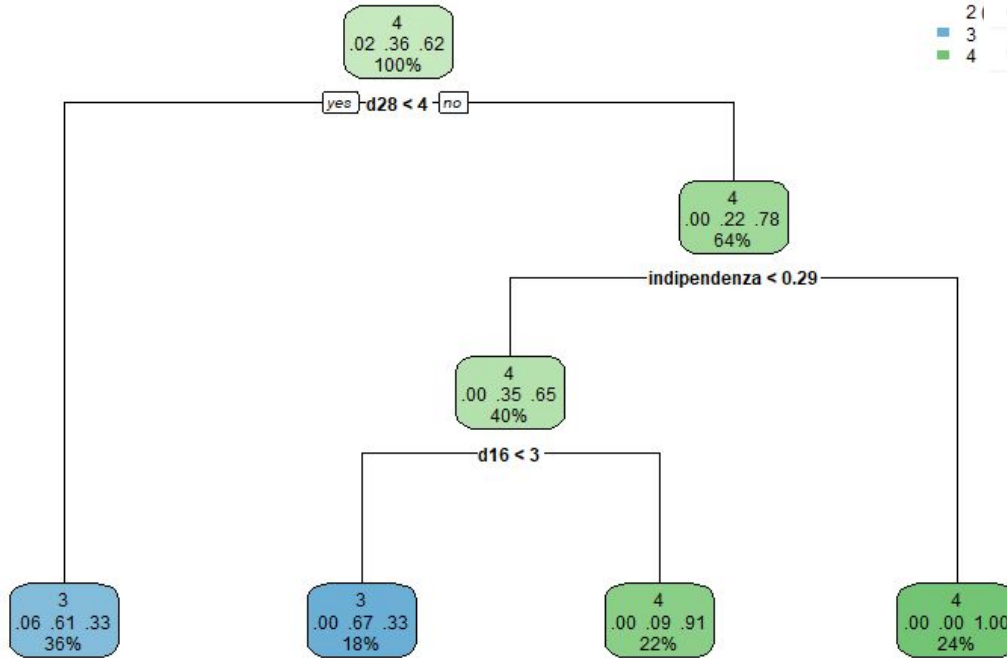 4
.02 .36 .62
100%
2 (
3
4
yes d28 < 4 no
4
.00 .22 .78
64%
indipendenza < 0.29
4
.00 .35 .65
40%
d16 < 3
3
.06 .61 .33
36%
3
.00 .67 .33
18%
4
.00 .09 .91
22%
4
.00 .00 1.00
24%